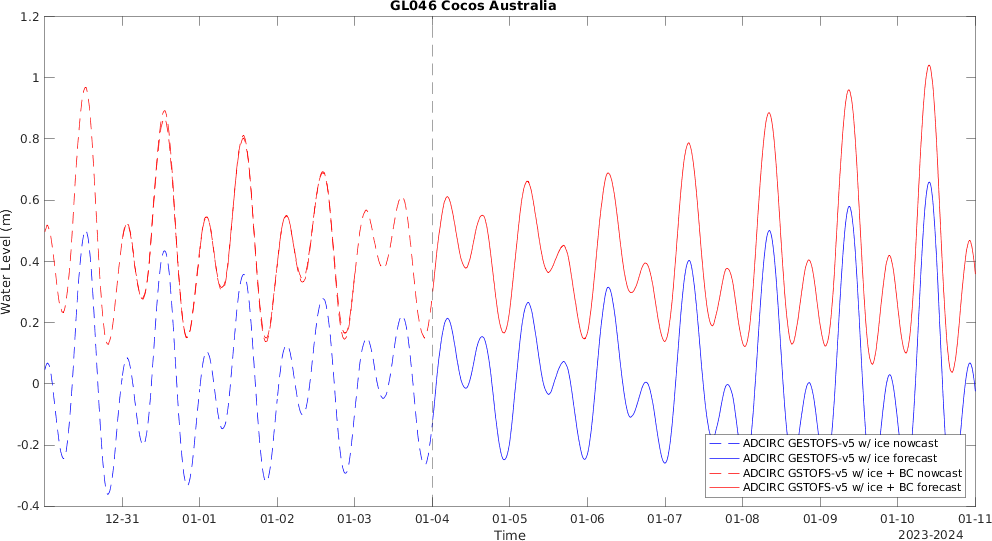 GL046 Cocos Australia
1.2
1
0.8
0.6
0.4
0.2
0
-0.2
-0.4
Water Level (m)
12-31 01-01 01-02 01-03 01-04 01-05 01-06 01-07 01-08 01-09 01-10 01-11
Time
2023-2024
ADCIRC GESTOFS-v5 w/ ice nowcast
ADCIRC GESTOFS-v5 w/ ice forecast
ADCIRC GSTOFS-v5 w/ ice + BC nowcast
ADCIRC GSTOFS-v5 w/ ice + BC forecast